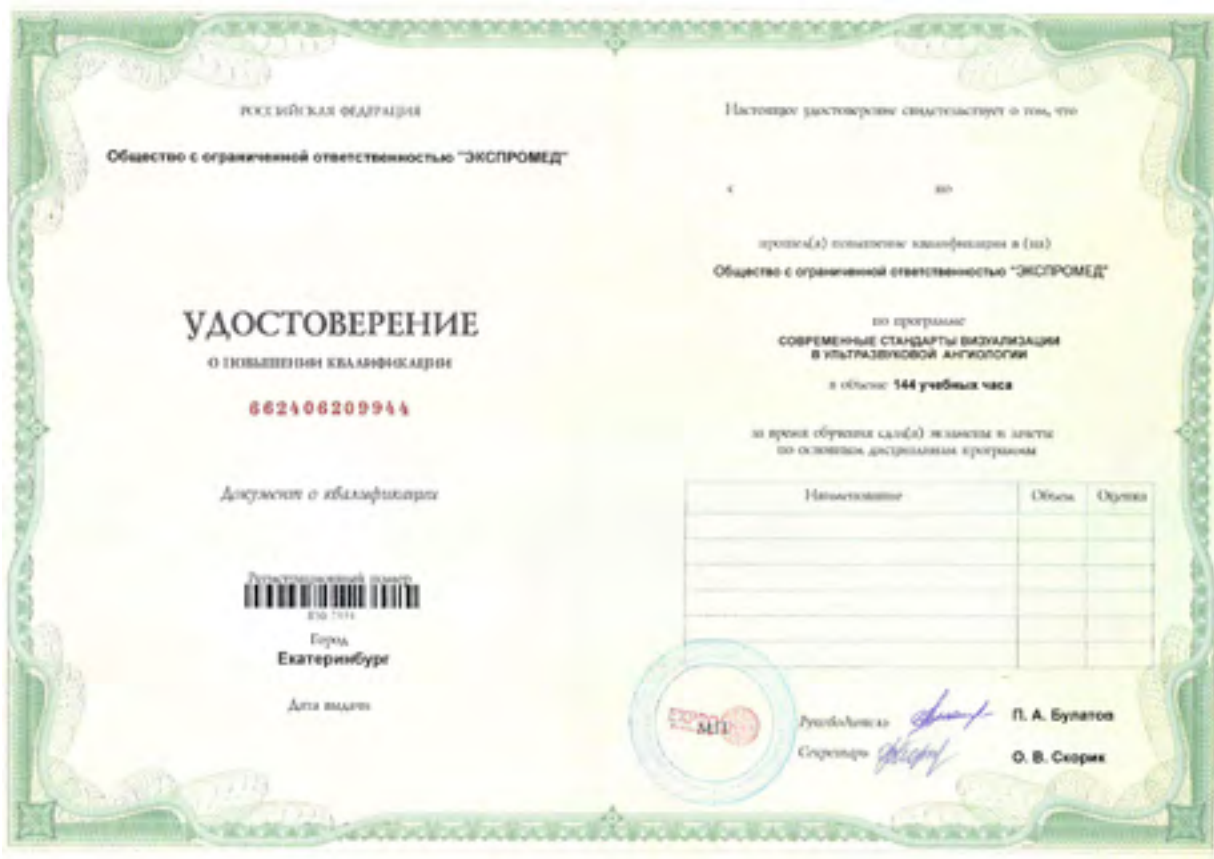 РОССИЙСКАЯ ФЕДЕРАЦИЯ
Общество с ограниченной ответственностью "ЭКСПРОМЕД"
УДОСТОВЕРЕНИЕ
О ПОВЫШЕНИИ КВАЛИФИКАЦИИ
662406209944
Документ о квалификации
Регистрационный номер
Город
Екатеринбург
Дата выдачи
Настоящее удостоверение свидетельствует о том, что
с по
прошел(а) повышение квалификации в (на)
Общество с ограниченной ответственностью "ЭКСПРОМЕД"
по программе
СОВРЕМЕННЫЕ СТАНДАРТЫ ВИЗУАЛИЗАЦИИ
В УЛЬТРАЗВУКОВОЙ АНГИОЛОГИИ
в объеме 144 учебных часа
за время обучения сдал(а) экзамены и зачеты
по основным дисциплинам программы
Наименование Объем Оценка
М.П.
Руководитель П. А. Булатов
Секретарь О. В. Скорик